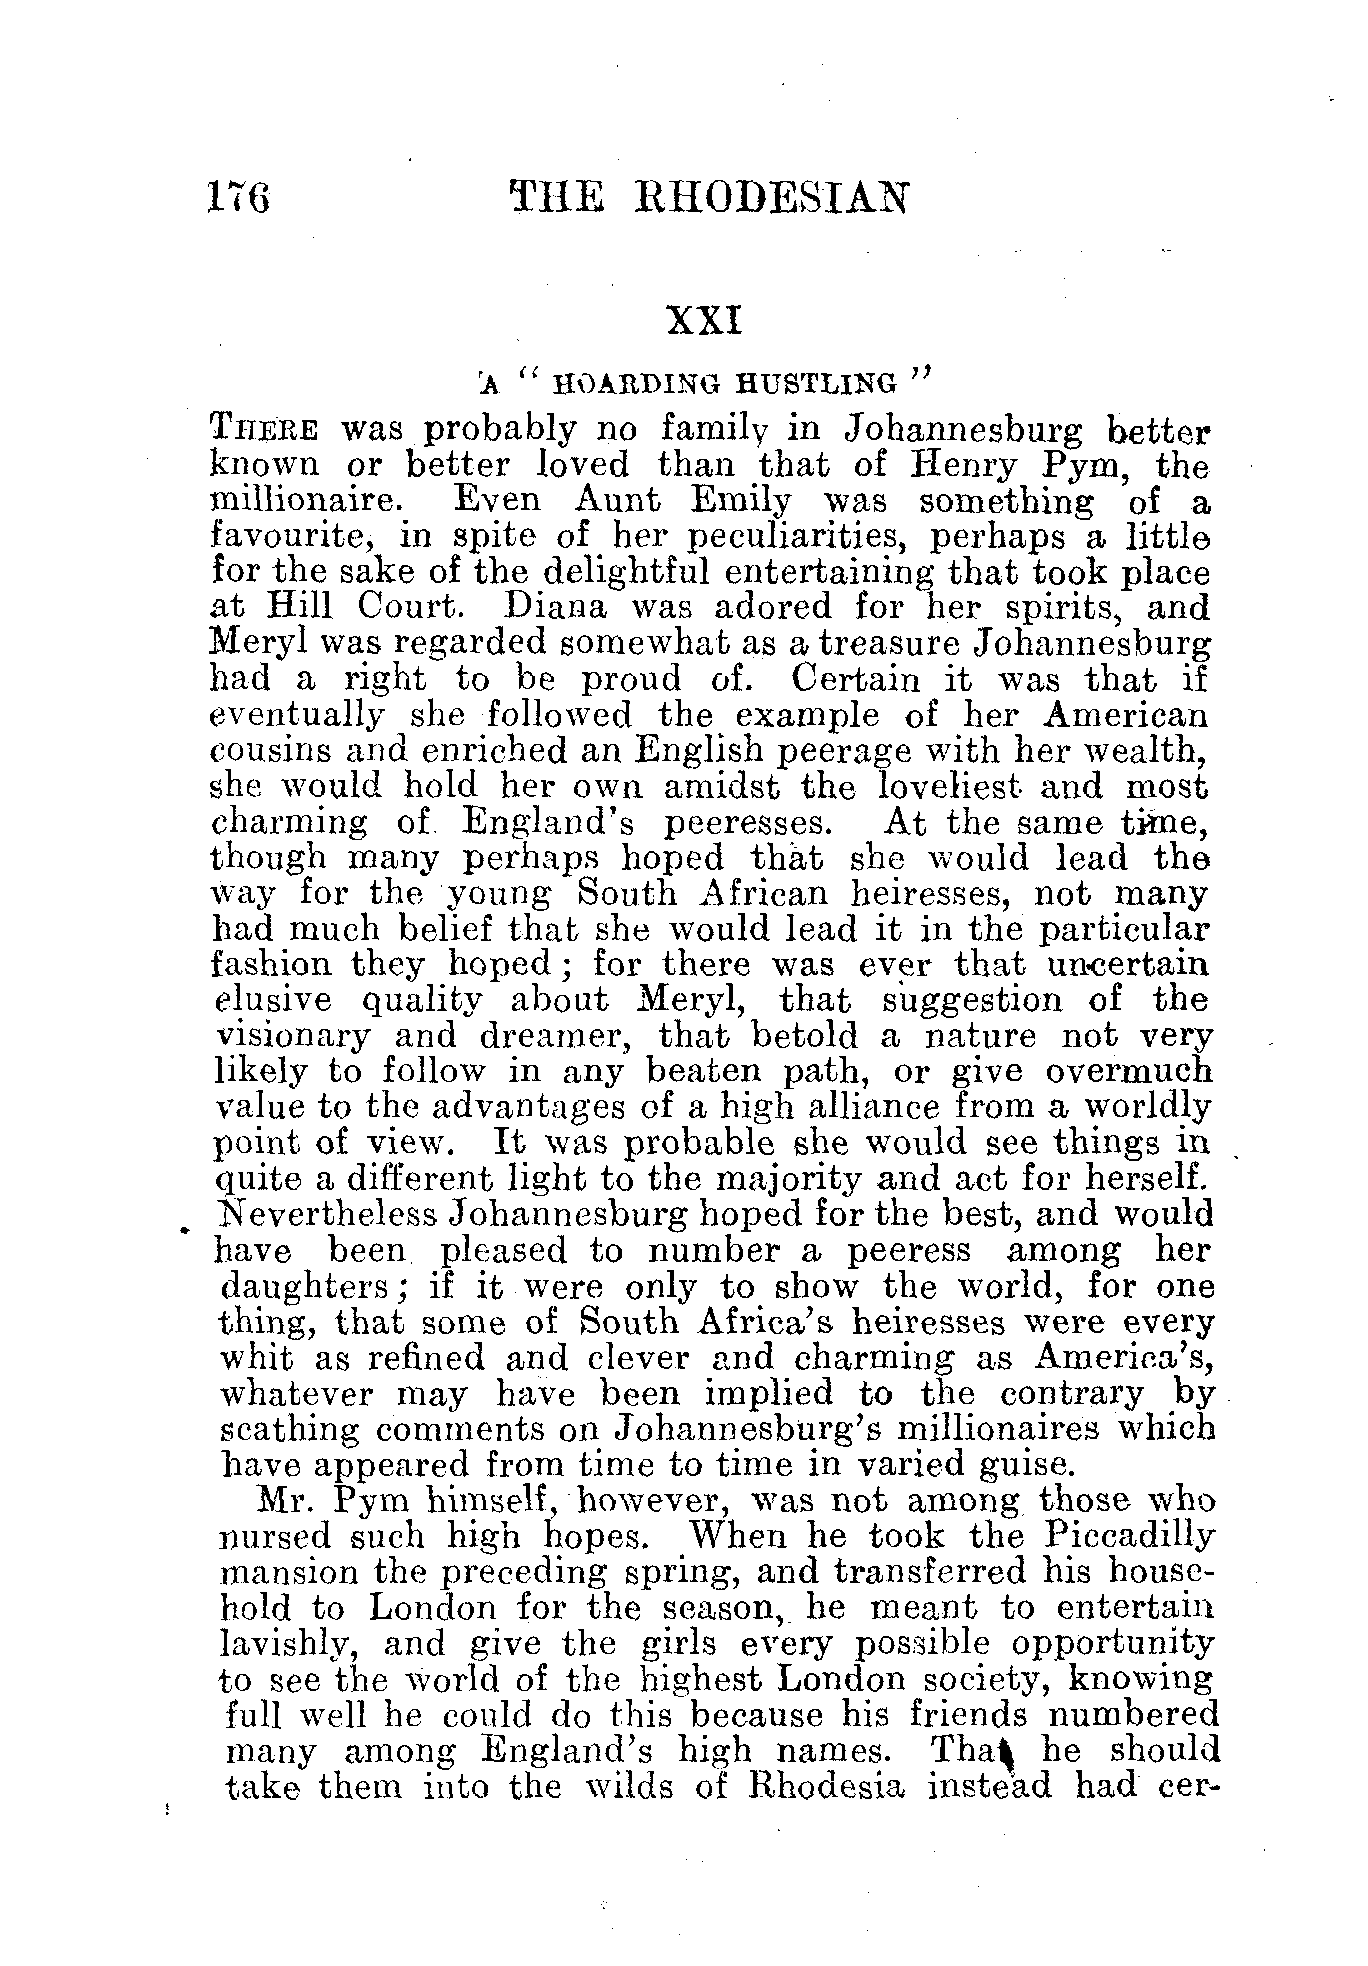 176 THE RHODESIAN
XXI
A " HOARDING HUSTLING "
THERE was probably no family in Johannesburg better
known or better loved than that of Henry Pym, the
millionaire. Even Aunt Emily was something of a
favourite, in spite of her peculiarities, perhaps a little
for the sake of the delightful entertaining that took place
at Hill Court. Diana was adored for her spirits, and
Meryl was regarded somewhat as a treasure Johannesburg
had a right to be proud of. Certain it was that if
eventually she followed the example of her American
cousins and enriched an English peerage with her wealth,
she would hold her own amidst the loveliest and most
charming of England's peeresses. At the same time,
though many perhaps hoped that she would lead the
way for the young South African heiresses, not many
had much belief that she would lead it in the particular
fashion they hoped ; for there was ever that uncertain
elusive quality about Meryl, that suggestion of the
visionary and dreamer, that betold a nature not very
likely to follow in any beaten path, or give overmuch
value to the advantages of a high alliance from a worldly
point of view. It was probable she would see things in
quite a different light to the majority and act for herself.
Nevertheless Johannesburg hoped for the best, and would
have been pleased to number a peeress among her
daughters ; if it were only to show the world, for one
thing, that some of South Africa's heiresses were every
whit as refined and clever and charming as America's,
whatever may have been implied to the contrary by
scathing comments on Johannesburg's millionaires which
have appeared from time to time in varied guise.
Mr. Pym himself, however, was not among those who
nursed such high hopes. When he took the Piccadilly
mansion the preceding spring, and transferred his house-
hold to London for the season, he meant to entertain
lavishly, and give the girls every possible opportunity
to see the world of the highest London society, knowing
full well he could do this because his friends numbered
many among England's high names. That he should
take them into the wilds of Rhodesia instead had cer-